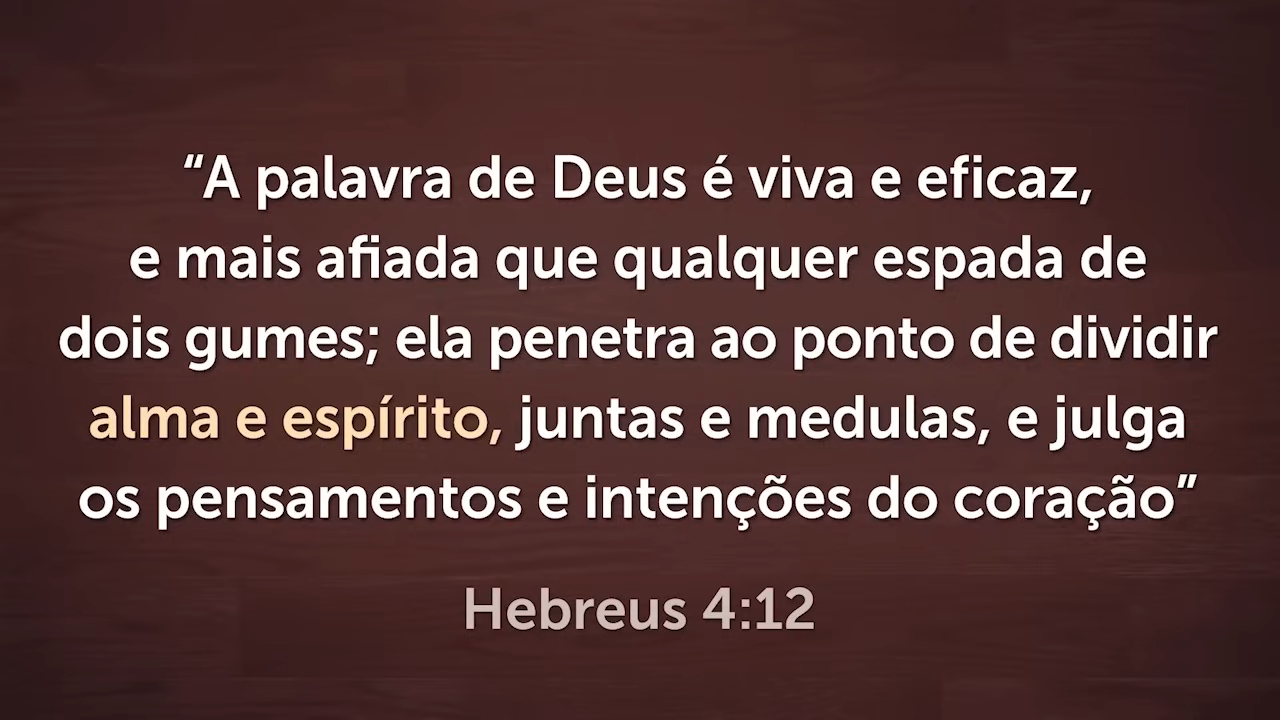 “A palavra de Deus é viva e eficaz,
e mais afiada que qualquer espada de
dois gumes; ela penetra ao ponto de dividir
alma e espírito, juntas e medulas, e julga
os pensamentos e intenções do coração”
Hebreus 4:12